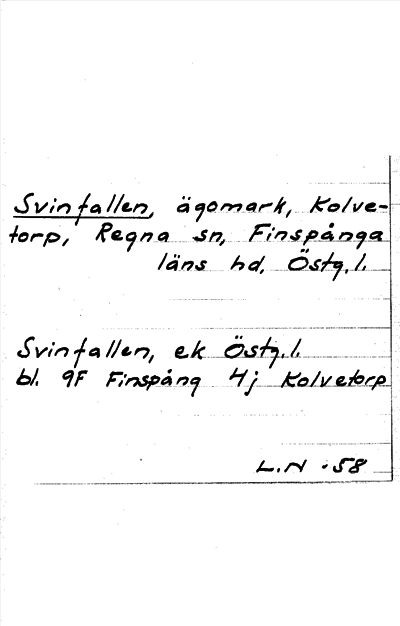 Svinfallen, ägomark, Kolve-
torp, Regna sn, Finspånga
läns hd, Östg.l.
Svinfallen, ek Östg.l.
bl. 9F Finspång 4j Kolvetorp
L.N -58